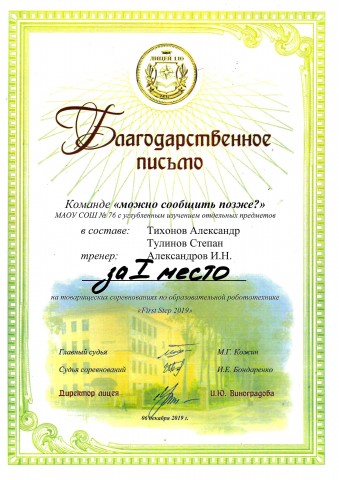 ЛИЦЕЙ 110
Благодарственное
письмо
Команде «можно сообщить позже?»
МАОУ СОШ № 76 с углубленным изучением отдельных предметов
в составе: Тихонов Александр
Тулинов Степан
тренер: Александров И.Н.
за I место
на товарищеских соревнованиях по образовательной робототехнике
«First Step 2019»
Главный судья М.Г. Кожин
Судья соревнований И.Е. Бондаренко
Директор лицея И.Ю. Виноградова
декабря 2019 г.